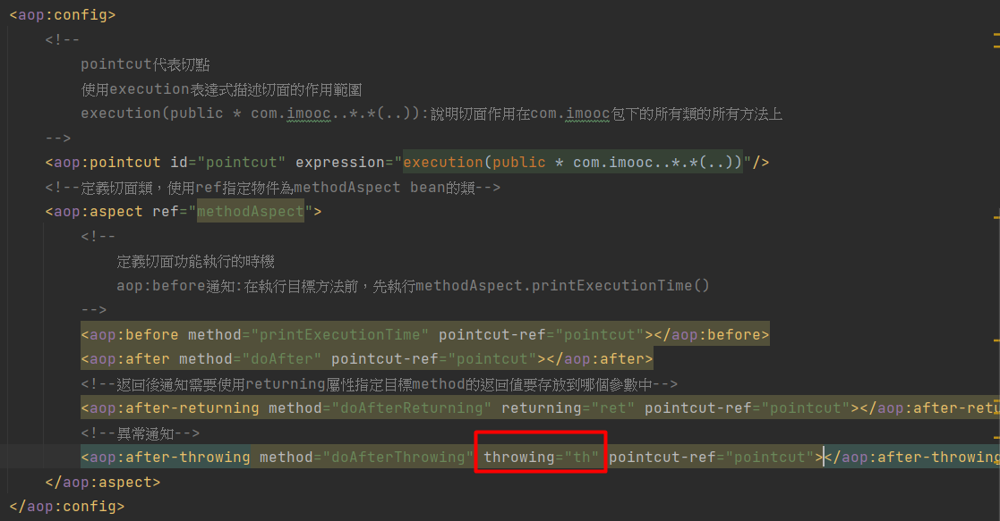 <aop:config>
<!--
pointcut代表切點
使用execution表達式描述切面的作用範圍
execution(public * com.imooc..*.*(..)):說明切面作用在com.imooc包下的所有類的所有方法上
-->
<aop:pointcut id="pointcut" expression="execution(public * com.imooc..*.*(..))"/>
<!--定義切面類，使用ref指定物件為methodAspect bean的類-->
<aop:aspect ref="methodAspect">
<!--
定義切面功能執行的時機
aop:before通知:在執行目標方法前，先執行methodAspect.printExecutionTime()
-->
<aop:before method="printExecutionTime" pointcut-ref="pointcut"></aop:before>
<aop:after method="doAfter" pointcut-ref="pointcut"></aop:after>
<!--返回後通知需要使用returning屬性指定目標method的返回值要存放到哪個參數中-->
<aop:after-returning method="doAfterReturning" returning="ret" pointcut-ref="pointcut"></aop:after-retu
<!--異常通知-->
<aop:after-throwing method="doAfterThrowing" throwing="th" pointcut-ref="pointcut"></aop:after-throwing
</aop:aspect>
</aop:config>